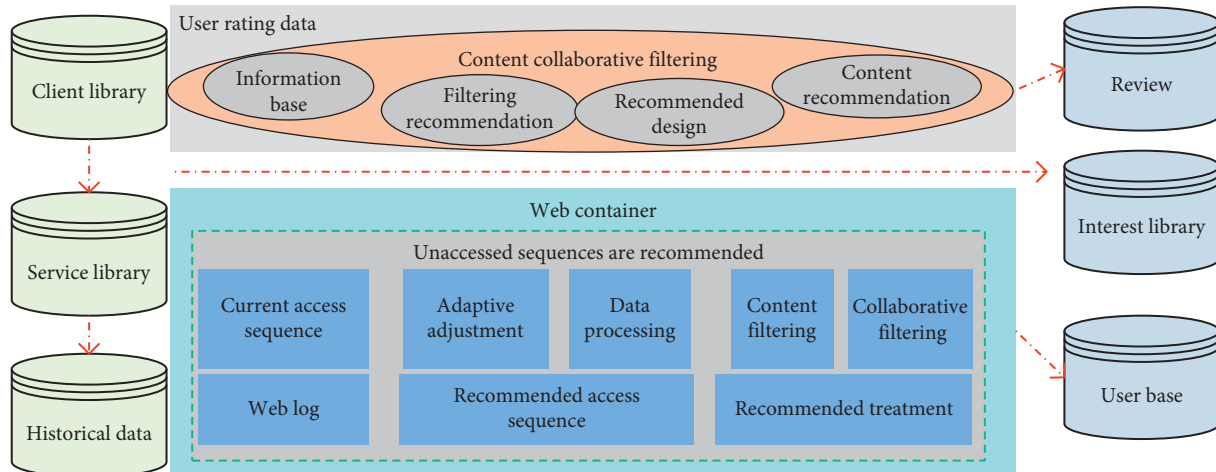 Client library
Service library
Historical data
User rating data
Content collaborative filtering
Information
base
Filtering
recommendation
Recommended
design
Content
recommendation
Web container
Unaccessed sequences are recommended
Current access
sequence
Adaptive
adjustment
Data
processing
Content
filtering
Collaborative
filtering
Web log
Recommended access
sequence
Recommended treatment
Review
Interest library
User base